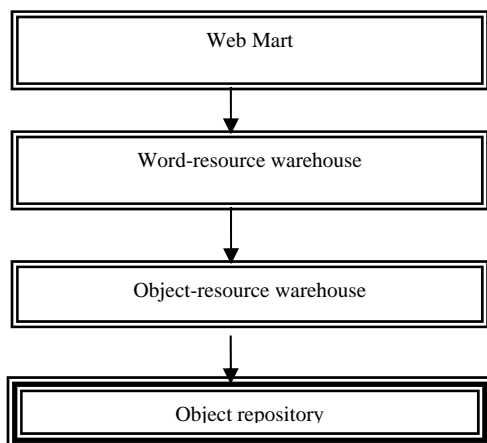 Web Mart
Word-resource warehouse
Object-resource warehouse
Object repository